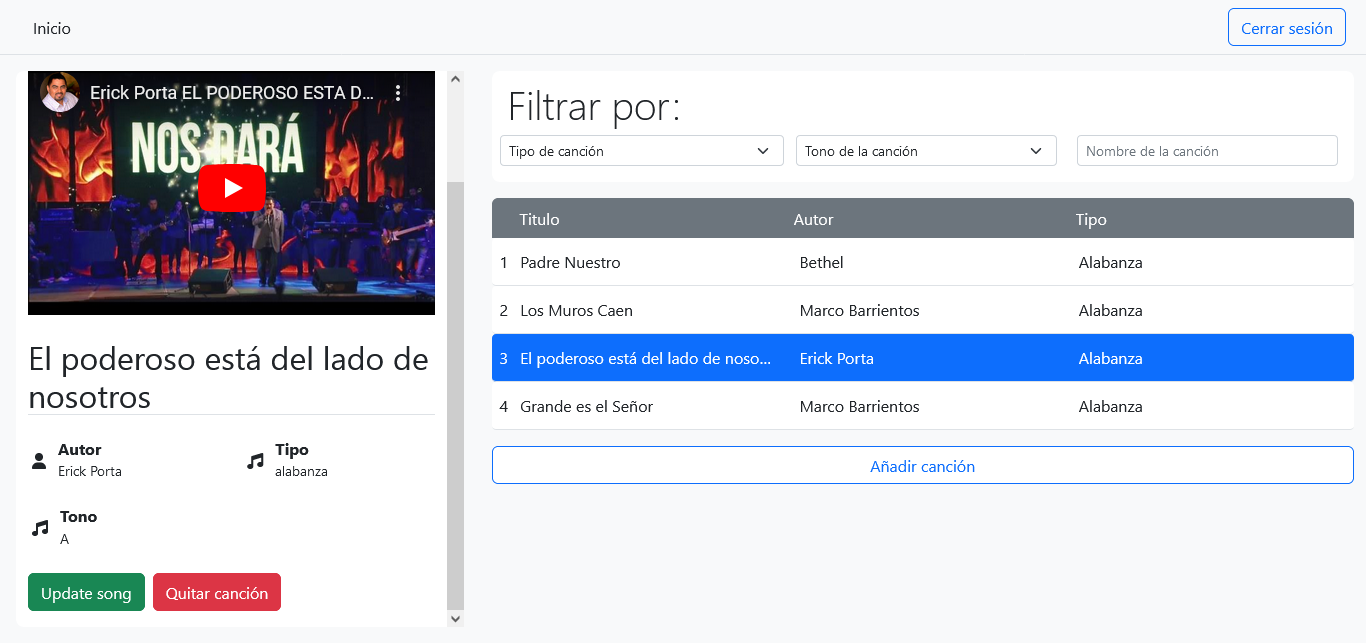 Inicio
Cerrar sesión
Erick Porta EL PODEROSO ESTA D...
NOS DARÁ
El poderoso está del lado de
nosotros
Autor
Erick Porta
Tipo
alabanza
Tono
A
Update song
Quitar canción
Filtrar por:
Tipo de canción
Tono de la canción
Nombre de la canción
Titulo Autor Tipo
1 Padre Nuestro Bethel Alabanza
2 Los Muros Caen Marco Barrientos Alabanza
3 El poderoso está del lado de noso... Erick Porta Alabanza
4 Grande es el Señor Marco Barrientos Alabanza
Añadir canción